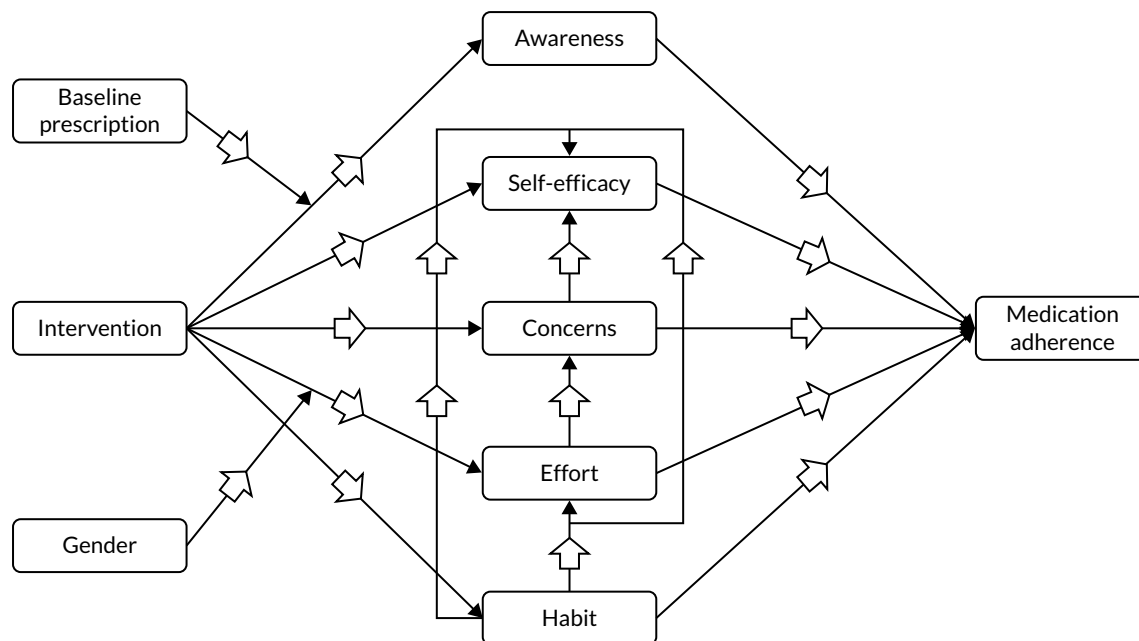 Awareness
Baseline
prescription
Self-efficacy
Intervention
Concerns
Medication
adherence
Effort
Gender
Habit